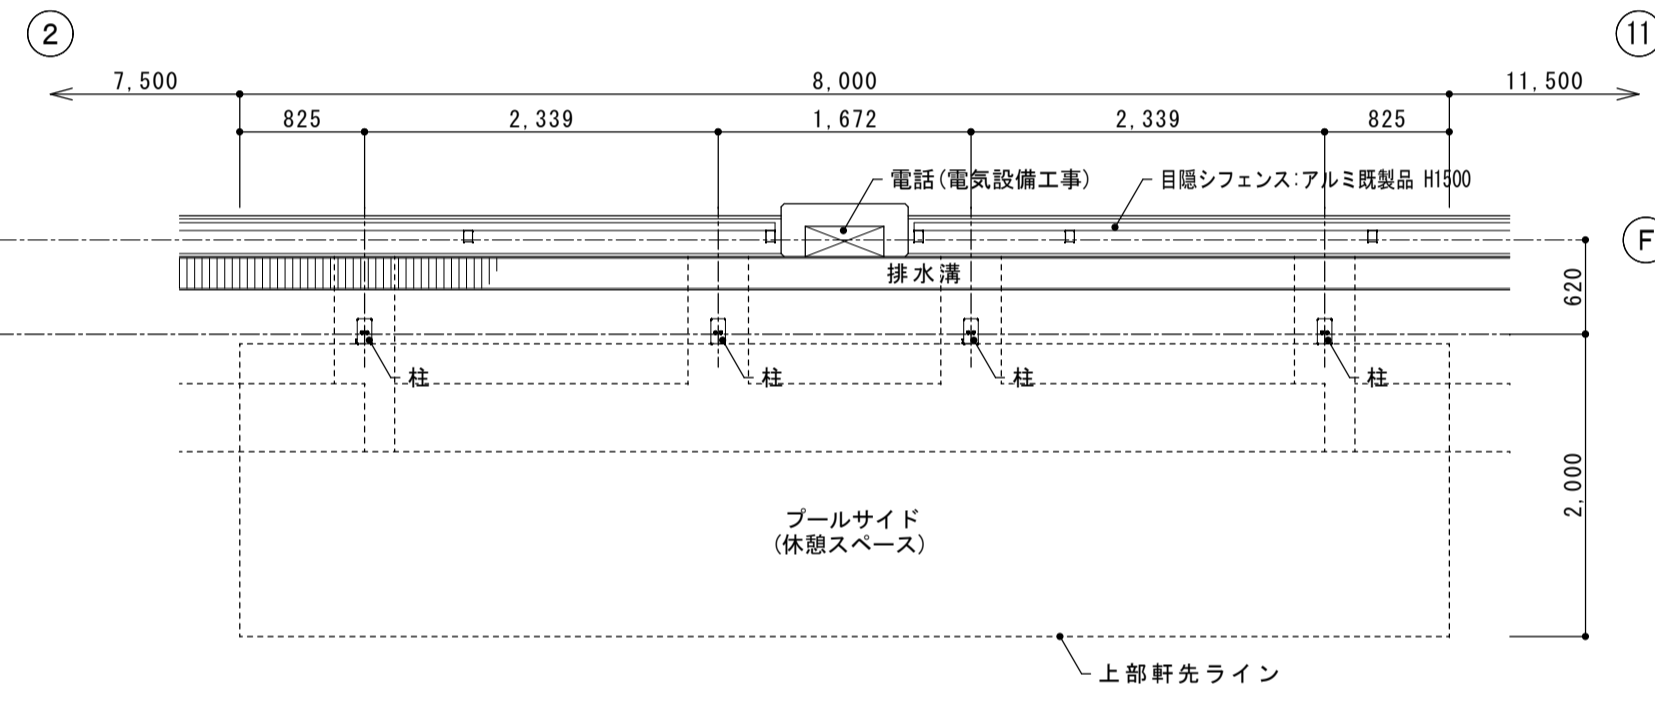 2
11
7,500
8,000
11,500
825
2,339
1,672
2,339
825
電話(電気設備工事)
目隠シフェンス:アルミ既製品 H1500
F
排水溝
620
柱
柱
柱
柱
2,000
プールサイド
(休憩スペース)
上部軒先ライン